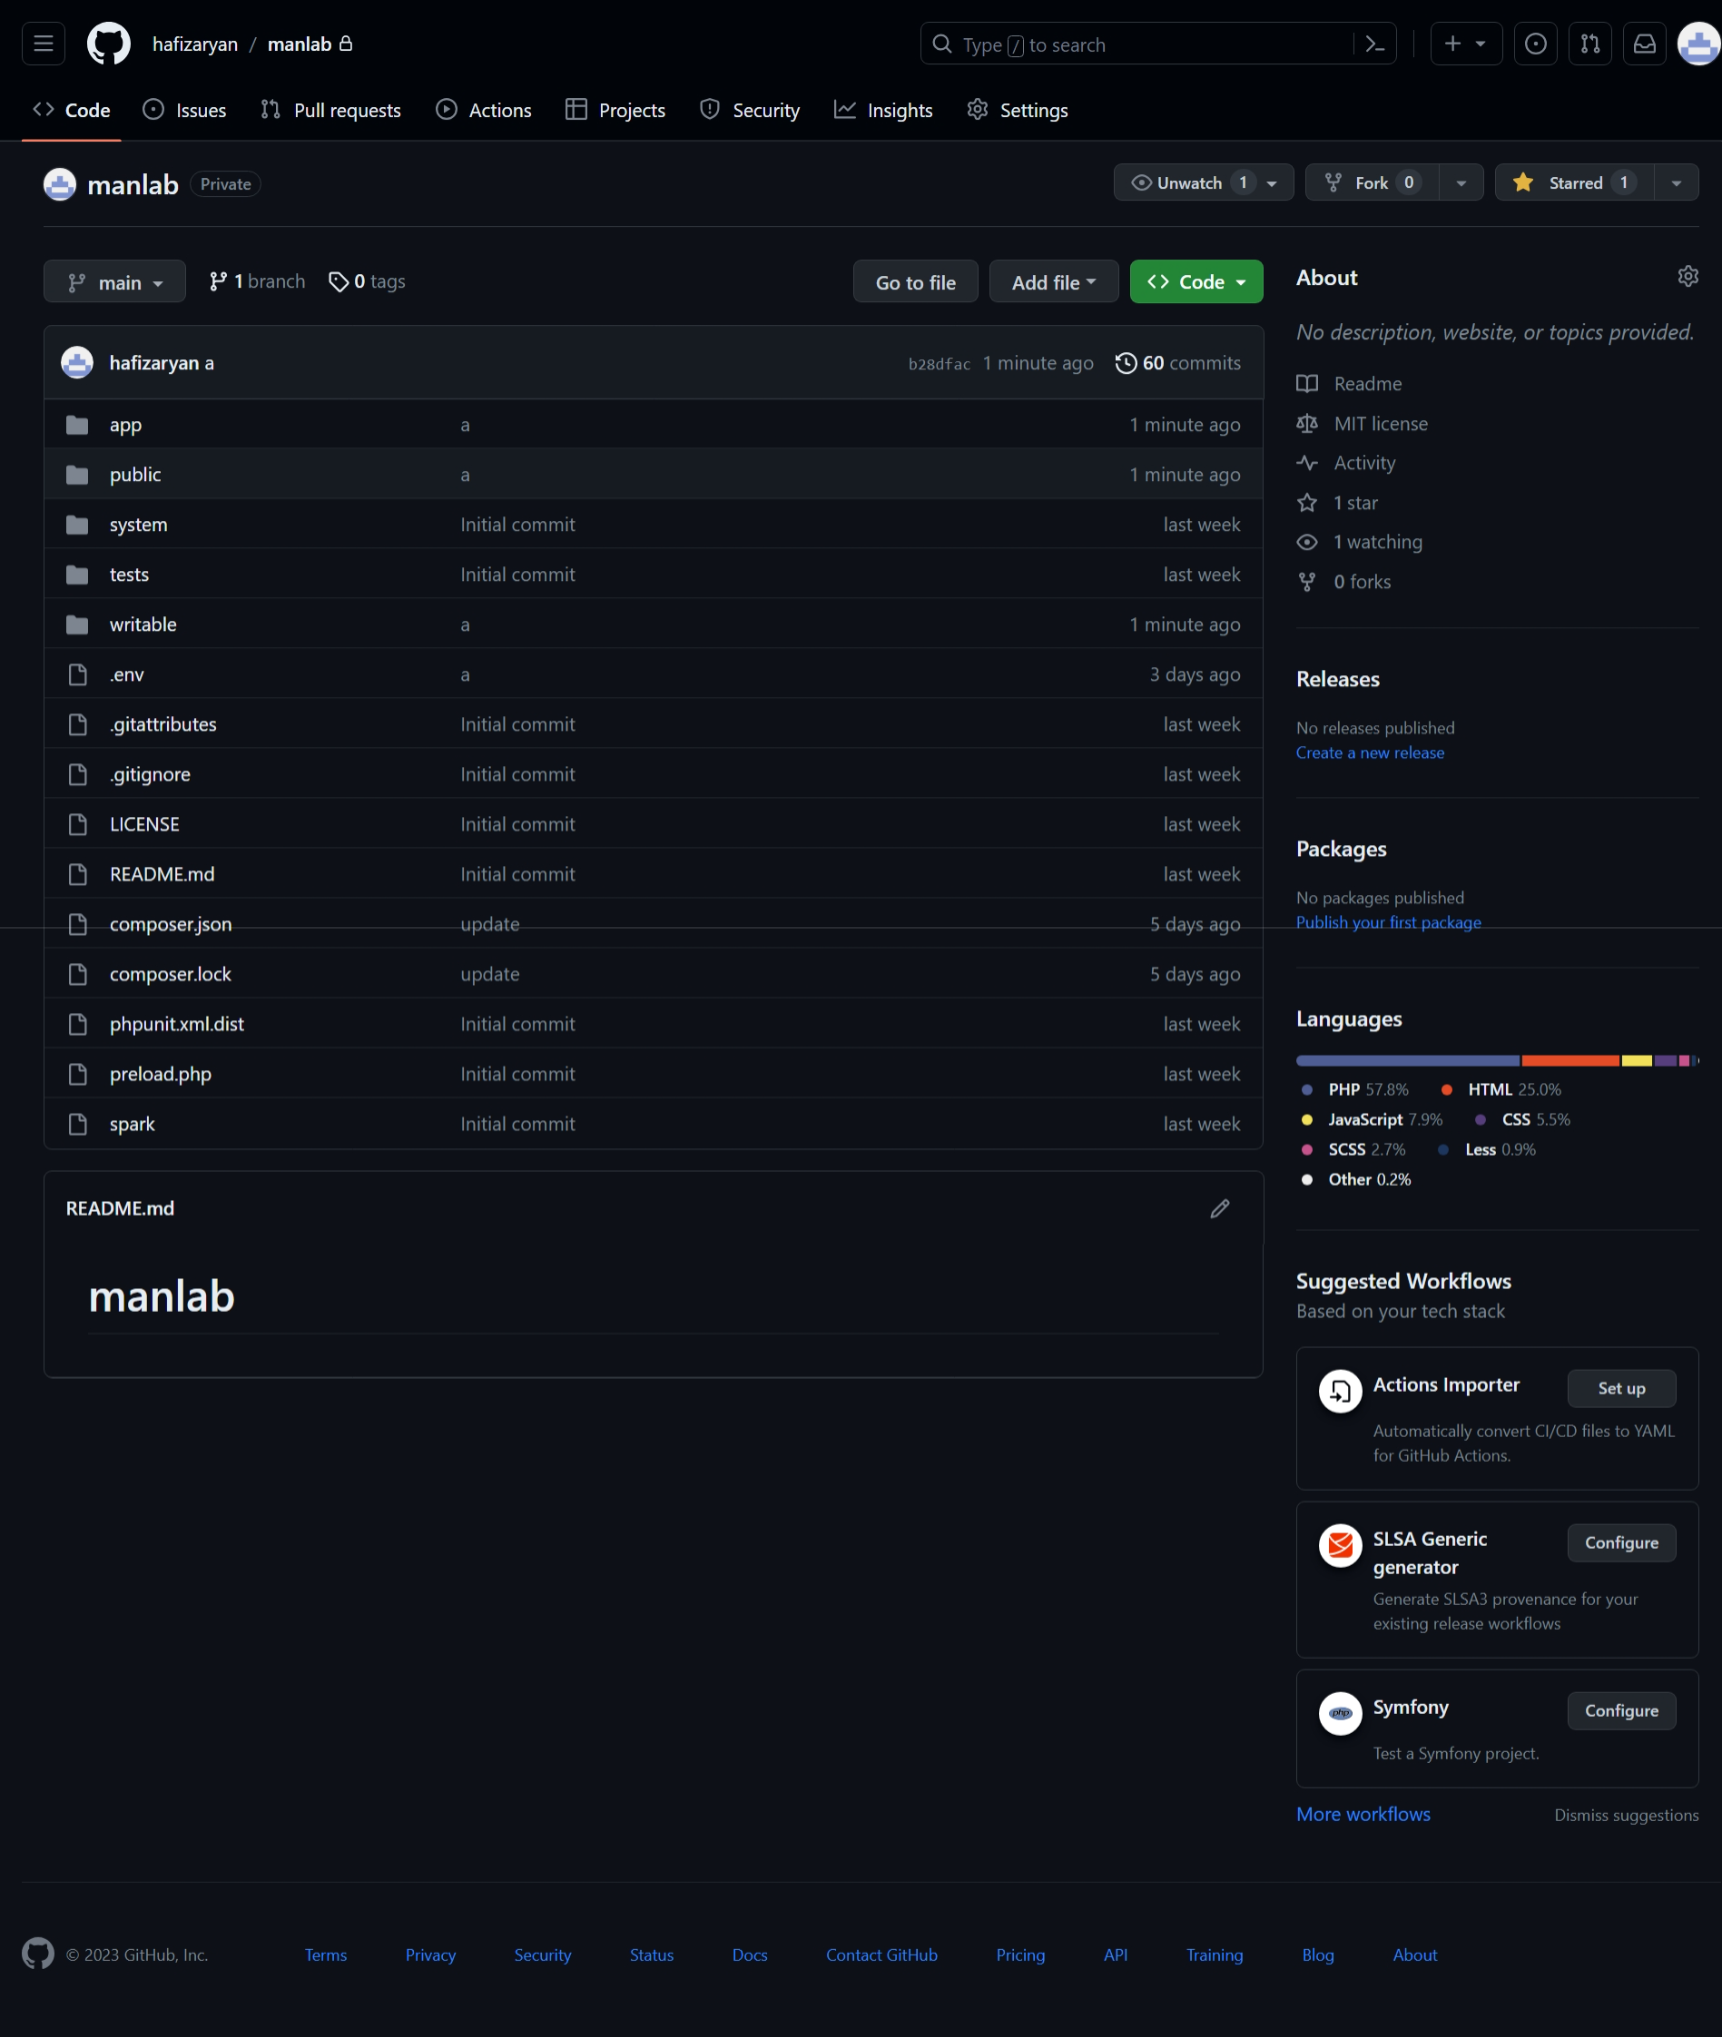 hafizaryan / manlab
Type / to search
Code Issues Pull requests Actions Projects Security Insights Settings
manlab Private
Unwatch 1 Fork 0 Starred 1
main 1 branch 0 tags Go to file Add file Code
hafizaryan a b28dfac 1 minute ago 60 commits
app a 1 minute ago
public a 1 minute ago
system Initial commit last week
tests Initial commit last week
writable a 1 minute ago
.env a 3 days ago
.gitattributes Initial commit last week
.gitignore Initial commit last week
LICENSE Initial commit last week
README.md Initial commit last week
composer.json update 5 days ago
composer.lock update 5 days ago
phpunit.xml.dist Initial commit last week
preload.php Initial commit last week
spark Initial commit last week
README.md
manlab
About
No description, website, or topics provided.
Readme
MIT license
Activity
1 star
1 watching
0 forks
Releases
No releases published
Create a new release
Packages
No packages published
Publish your first package
Languages
PHP 57.8% HTML 25.0%
JavaScript 7.9% CSS 5.5%
SCSS 2.7% Less 0.9%
Other 0.2%
Suggested Workflows
Based on your tech stack
Actions Importer Set up
Automatically convert CI/CD files to YAML
for GitHub Actions.
SLSA Generic
generator
Configure
Generate SLSA3 provenance for your
existing release workflows
php
Symfony Configure
Test a Symfony project.
More workflows Dismiss suggestions
© 2023 GitHub, Inc. Terms Privacy Security Status Docs Contact GitHub Pricing API Training Blog About